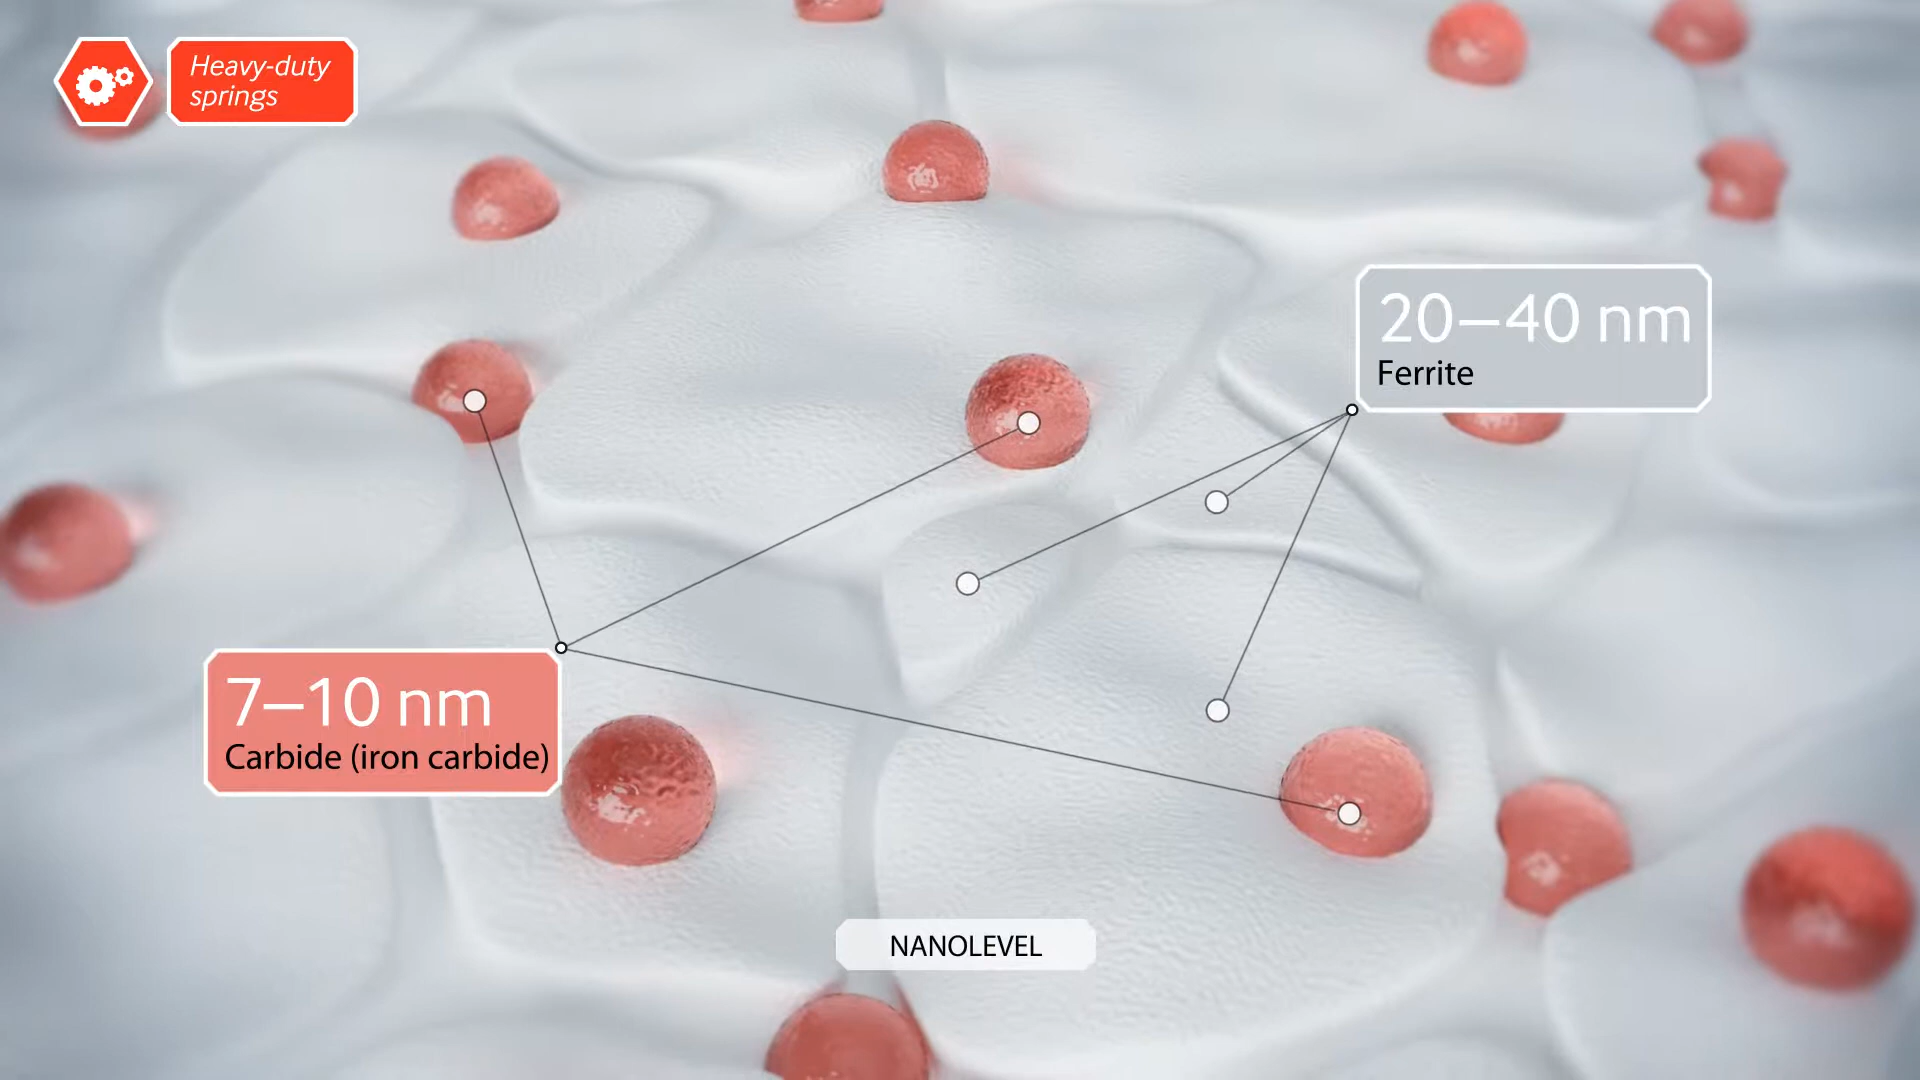 Heavy-duty
springs
20–40 nm
Ferrite
7–10 nm
Carbide (iron carbide)
NANOLEVEL